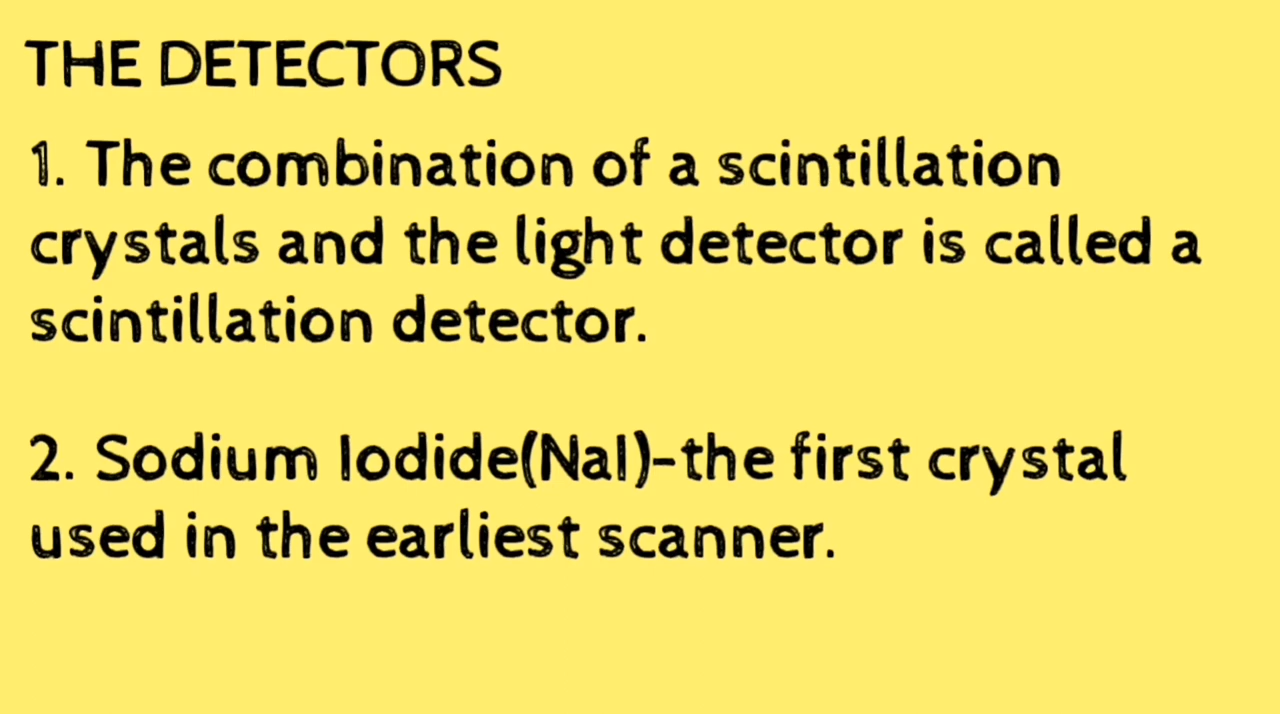 THE DETECTORS
1. The combination of a scintillation
crystals and the light detector is called a
scintillation detector.
2. Sodium Iodide(NaI)-the first crystal
used in the earliest scanner.